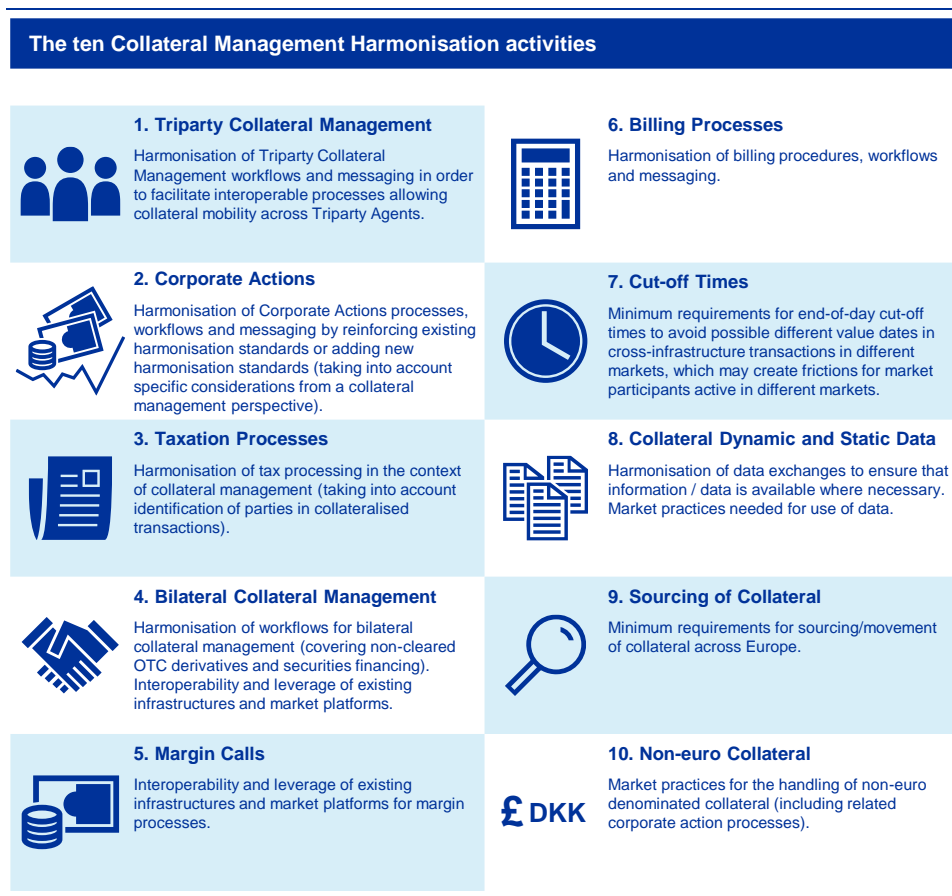 The ten Collateral Management Harmonisation activities
1. Triparty Collateral Management
Harmonisation of Triparty Collateral
Management workflows and messaging in order
to facilitate interoperable processes allowing
collateral mobility across Triparty Agents.
2. Corporate Actions
Harmonisation of Corporate Actions processes,
workflows and messaging by reinforcing existing
harmonisation standards or adding new
harmonisation standards (taking into account
specific considerations from a collateral
management perspective).
3. Taxation Processes
Harmonisation of tax processing in the context
of collateral management (taking into account
identification of parties in collateralised
transactions).
4. Bilateral Collateral Management
Harmonisation of workflows for bilateral
collateral management (covering non-cleared
OTC derivatives and securities financing).
Interoperability and leverage of existing
infrastructures and market platforms.
5. Margin Calls
Interoperability and leverage of existing
infrastructures and market platforms for margin
processes.
6. Billing Processes
Harmonisation of billing procedures, workflows
and messaging.
7. Cut-off Times
Minimum requirements for end-of-day cut-off
times to avoid possible different value dates in
cross-infrastructure transactions in different
markets, which may create frictions for market
participants active in different markets.
8. Collateral Dynamic and Static Data
Harmonisation of data exchanges to ensure that
information / data is available where necessary.
Market practices needed for use of data.
9. Sourcing of Collateral
Minimum requirements for sourcing/movement
of collateral across Europe.
10. Non-euro Collateral
Market practices for the handling of non-euro
denominated collateral (including related
corporate action processes).
£ DKK